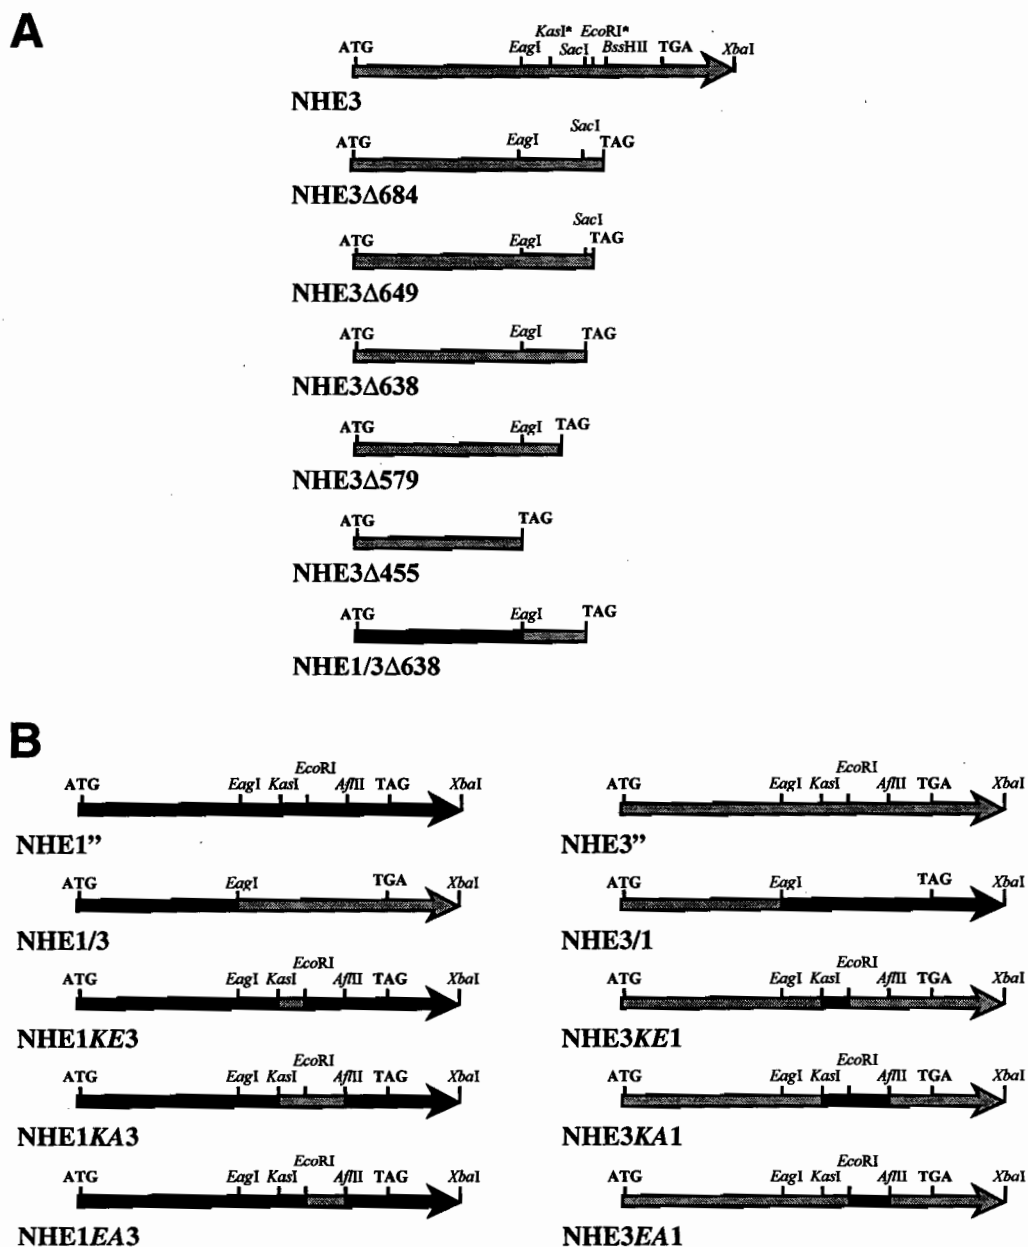 A
KasI* EcoRI*
ATG EagI SacI BssHII TGA XbaI
NHE3
SacI
ATG EagI TAG
NHE3Δ684
SacI
ATG EagI TAG
NHE3Δ649
ATG EagI TAG
NHE3Δ638
ATG EagI TAG
NHE3Δ579
ATG TAG
NHE3Δ455
ATG EagI TAG
NHE1/3Δ638
B
EcoRI
ATG EagI KasI AflII TAG XbaI
NHE1”
EcoRI
ATG EagI KasI AflII TGA XbaI
NHE3”
ATG EagI TGA XbaI
NHE1/3
ATG EagI TAG XbaI
NHE3/1
EcoRI
ATG EagI KasI AflII TAG XbaI
NHE1KE3
EcoRI
ATG EagI KasI AflII TGA XbaI
NHE3KE1
EcoRI
ATG EagI KasI AflII TAG XbaI
NHE1KA3
EcoRI
ATG EagI KasI AflII TGA XbaI
NHE3KA1
EcoRI
ATG EagI KasI AflII TAG XbaI
NHE1EA3
EcoRI
ATG EagI KasI AflII TGA XbaI
NHE3EA1